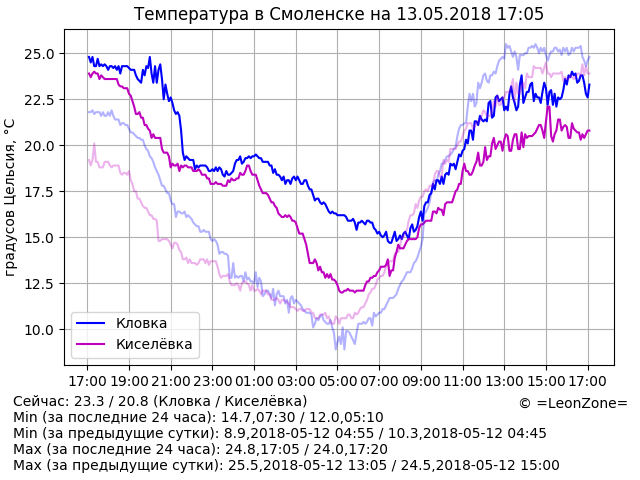 Температура в Смоленске на 13.05.2018 17:05
градусов Цельсия, °C
25.0
22.5
20.0
17.5
15.0
12.5
10.0
Кловка
Киселёвка
17:00 19:00 21:00 23:00 01:00 03:00 05:00 07:00 09:00 11:00 13:00 15:00 17:00
Сейчас: 23.3 / 20.8 (Кловка / Киселёвка)
© =LeonZone=
Min (за последние 24 часа): 14.7,07:30 / 12.0,05:10
Min (за предыдущие сутки): 8.9,2018-05-12 04:55 / 10.3,2018-05-12 04:45
Max (за последние 24 часа): 24.8,17:05 / 24.0,17:20
Max (за предыдущие сутки): 25.5,2018-05-12 13:05 / 24.5,2018-05-12 15:00